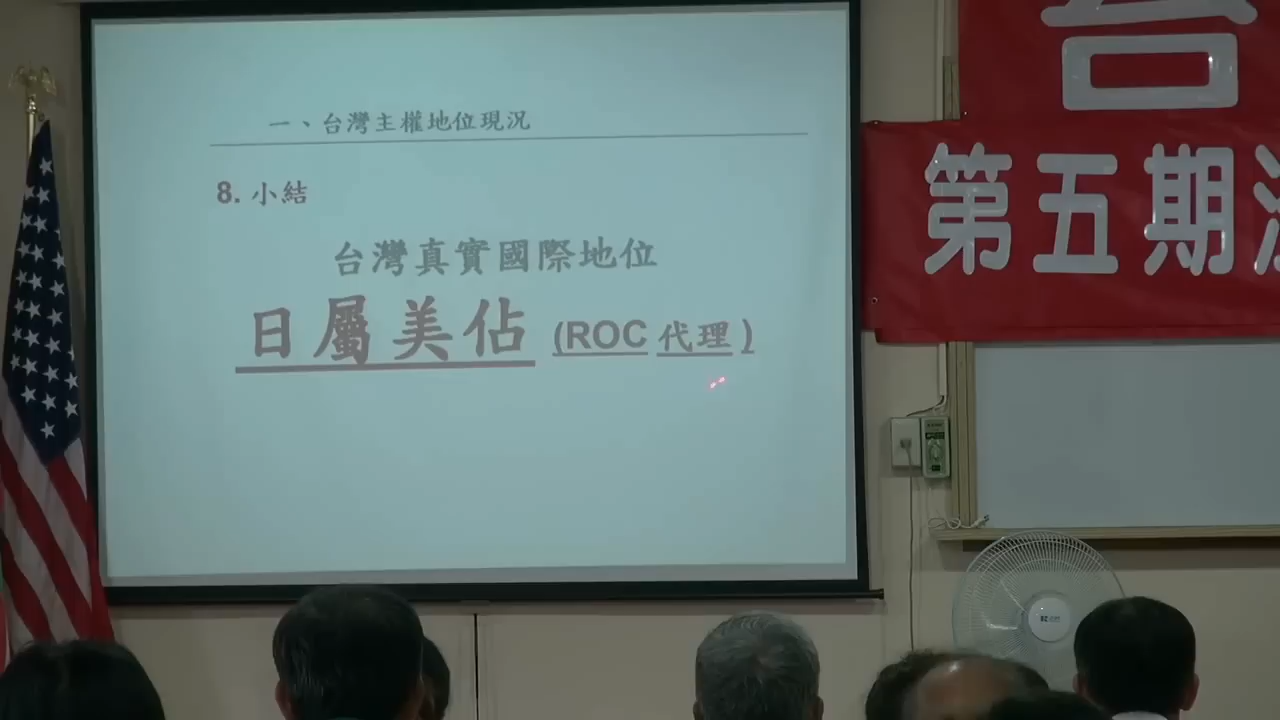 一、台灣主權地位現況
8. 小結
台灣真實國際地位
日屬美佔 (ROC 代理)
第五期